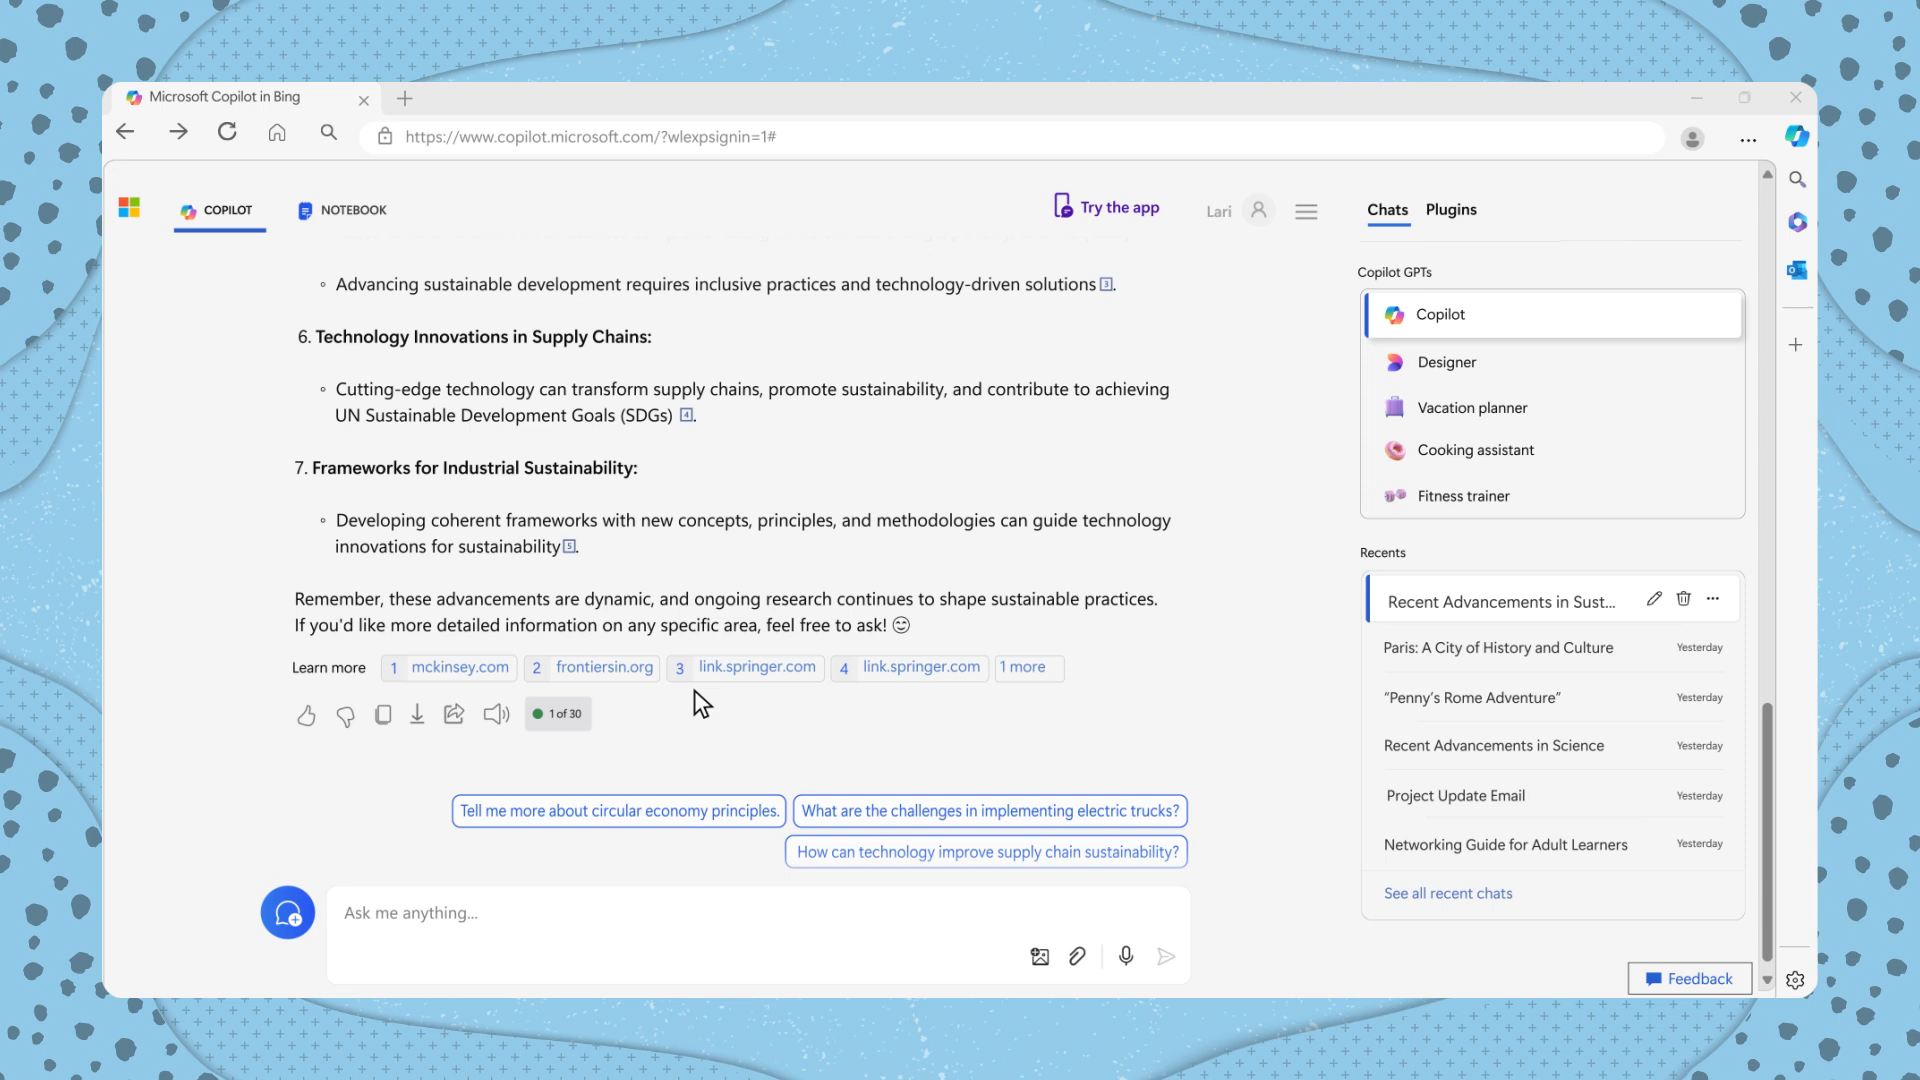 Microsoft Copilot in Bing
https://www.copilot.microsoft.com/?wlexpsignin=1#
COPILOT
NOTEBOOK
Try the app
Lari
Chats Plugins
Advancing sustainable development requires inclusive practices and technology-driven solutions 3.
6. Technology Innovations in Supply Chains:
Cutting-edge technology can transform supply chains, promote sustainability, and contribute to achieving
UN Sustainable Development Goals (SDGs) 4.
7. Frameworks for Industrial Sustainability:
Developing coherent frameworks with new concepts, principles, and methodologies can guide technology
innovations for sustainability 5.
Remember, these advancements are dynamic, and ongoing research continues to shape sustainable practices.
If you'd like more detailed information on any specific area, feel free to ask! 😊
Learn more 1 mckinsey.com 2 frontiersin.org 3 link.springer.com 4 link.springer.com 1 more
1 of 30
Tell me more about circular economy principles. What are the challenges in implementing electric trucks?
How can technology improve supply chain sustainability?
Ask me anything...
Copilot GPTs
Copilot
Designer
Vacation planner
Cooking assistant
Fitness trainer
Recents
Recent Advancements in Sust...
Paris: A City of History and Culture Yesterday
“Penny’s Rome Adventure” Yesterday
Recent Advancements in Science Yesterday
Project Update Email Yesterday
Networking Guide for Adult Learners Yesterday
See all recent chats
Feedback